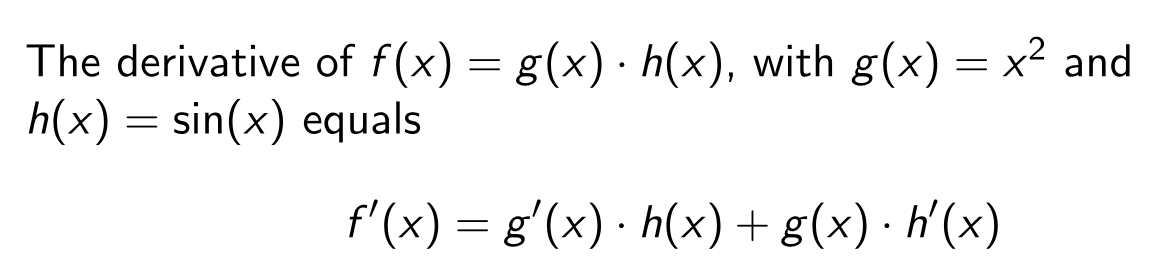 The derivative of f(x) = g(x) · h(x), with g(x) = x² and
h(x) = sin(x) equals
f′(x) = g′(x) · h(x) + g(x) · h′(x)